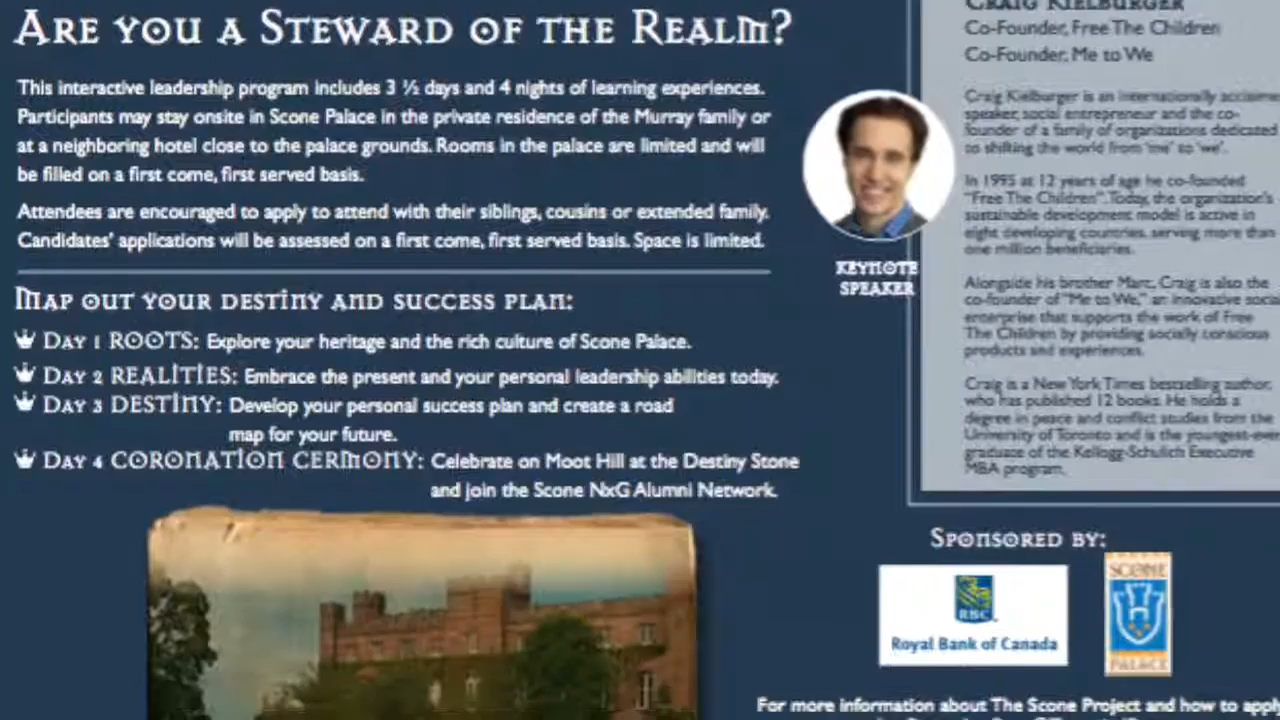 ARE YOU A STEWARD OF THE REALM?
This interactive leadership program includes 3 ½ days and 4 nights of learning experiences.
Participants may stay onsite in Scone Palace in the private residence of the Murray family or
at a neighboring hotel close to the palace grounds. Rooms in the palace are limited and will
be filled on a first come, first served basis.
Attendees are encouraged to apply to attend with their siblings, cousins or extended family.
Candidates' applications will be assessed on a first come, first served basis. Space is limited.
MAP OUT YOUR DESTINY AND SUCCESS PLAN:
DAY 1 ROOTS: Explore your heritage and the rich culture of Scone Palace.
DAY 2 REALITIES: Embrace the present and your personal leadership abilities today.
DAY 3 DESTINY: Develop your personal success plan and create a road
map for your future.
DAY 4 CORONATION CERMONY: Celebrate on Moot Hill at the Destiny Stone
and join the Scone NxG Alumni Network.
KEYNOTE
SPEAKER
CRAIG KIELBURGER
Co-Founder, Free The Children
Co-Founder, Me to We
Craig Kielburger is an internationally
speaker, social entrepreneur and the co-
founder of a family of organizations dedicated
to shifting the world from 'me' to 'we'.
In 1995 at 12 years of age he co-founded
"Free The Children". Today, the organization's
sustainable development model is active in
eight developing countries, serving more than
one million beneficiaries.
Alongside his brother Marc, Craig is also the
co-founder of "Me to We," an innovative
enterprise that supports the work of Free
The Children by providing socially conscious
products and experiences.
Craig is a New York Times bestselling author,
who has published 12 books. He holds a
degree in peace and conflict studies from the
University of Toronto and is the
graduate of the Kellogg-Schulich Executive
MBA program.
SPONSORED BY:
RBC
Royal Bank of Canada
SCONE
PALACE
For more information about The Scone Project and how to apply